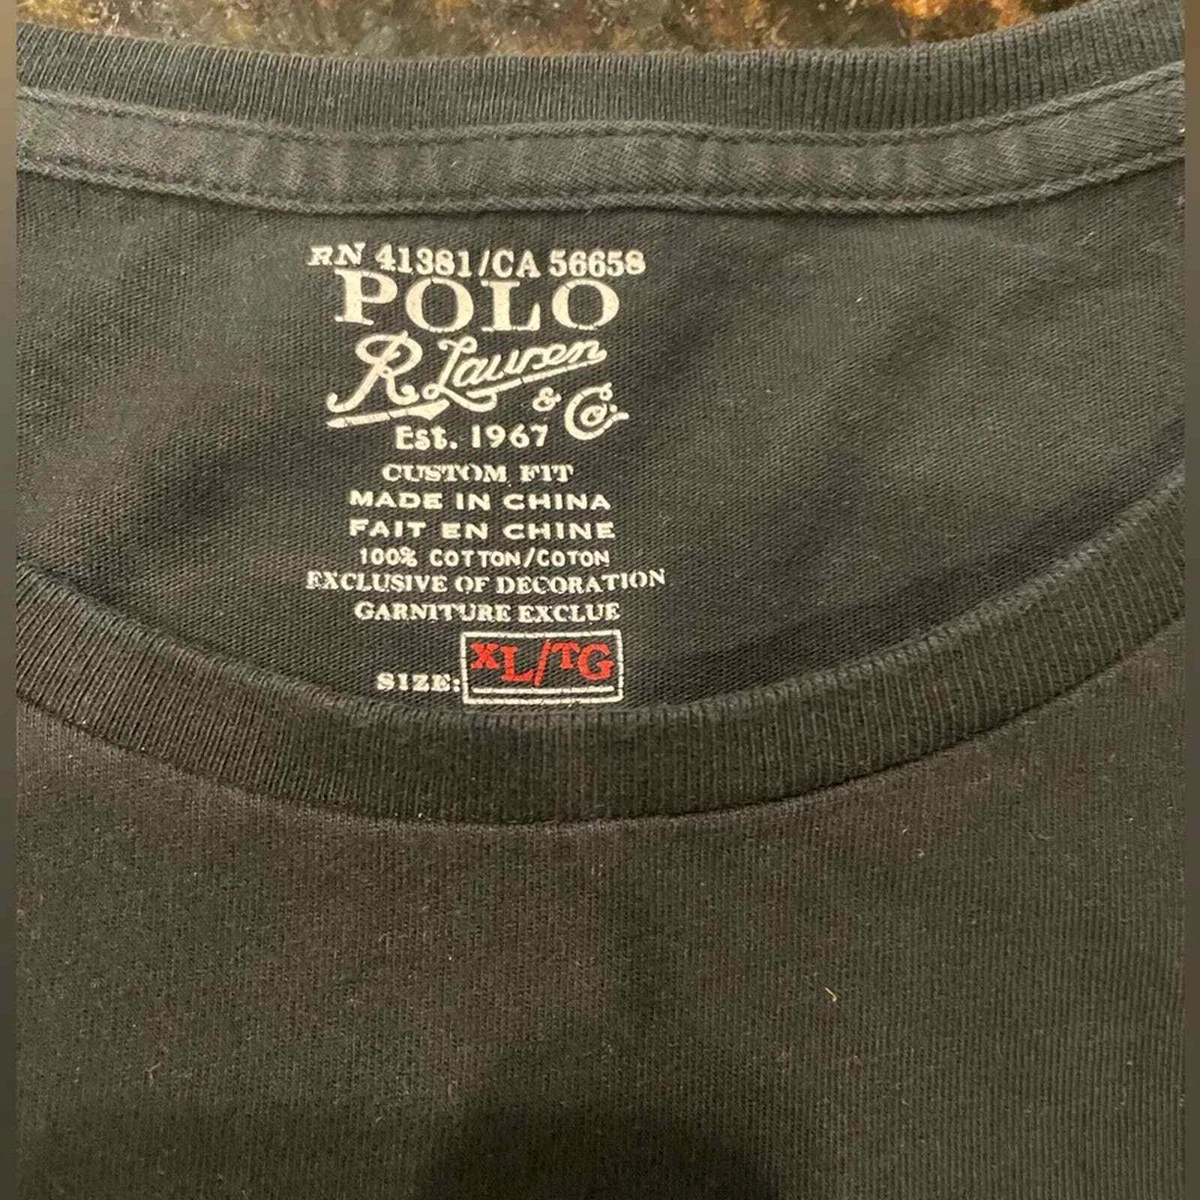 RN 41381/CA 56658
POLO
R Lauren
& Co.
Est. 1967
CUSTOM FIT
MADE IN CHINA
FAIT EN CHINE
100% COTTON/COTON
EXCLUSIVE OF DECORATION
GARNITURE EXCLUE
SIZE: XL/TG